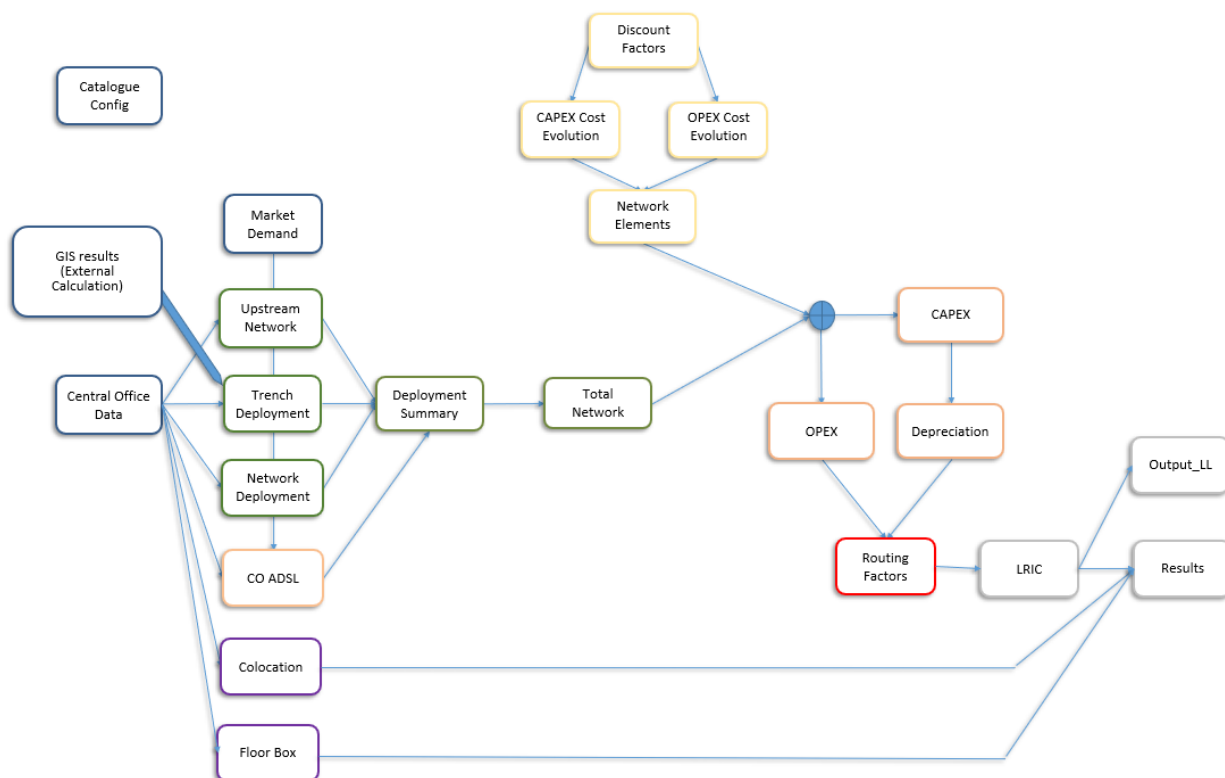 Discount
Factors
Catalogue
Config
CAPEX Cost
Evolution
OPEX Cost
Evolution
Market
Demand
Network
Elements
GIS results
(External
Calculation)
Upstream
Network
CAPEX
Central Office
Data
Trench
Deployment
Deployment
Summary
Total
Network
OPEX
Depreciation
Network
Deployment
Output_LL
CO ADSL
Routing
Factors
LRIC
Results
Colocation
Floor Box